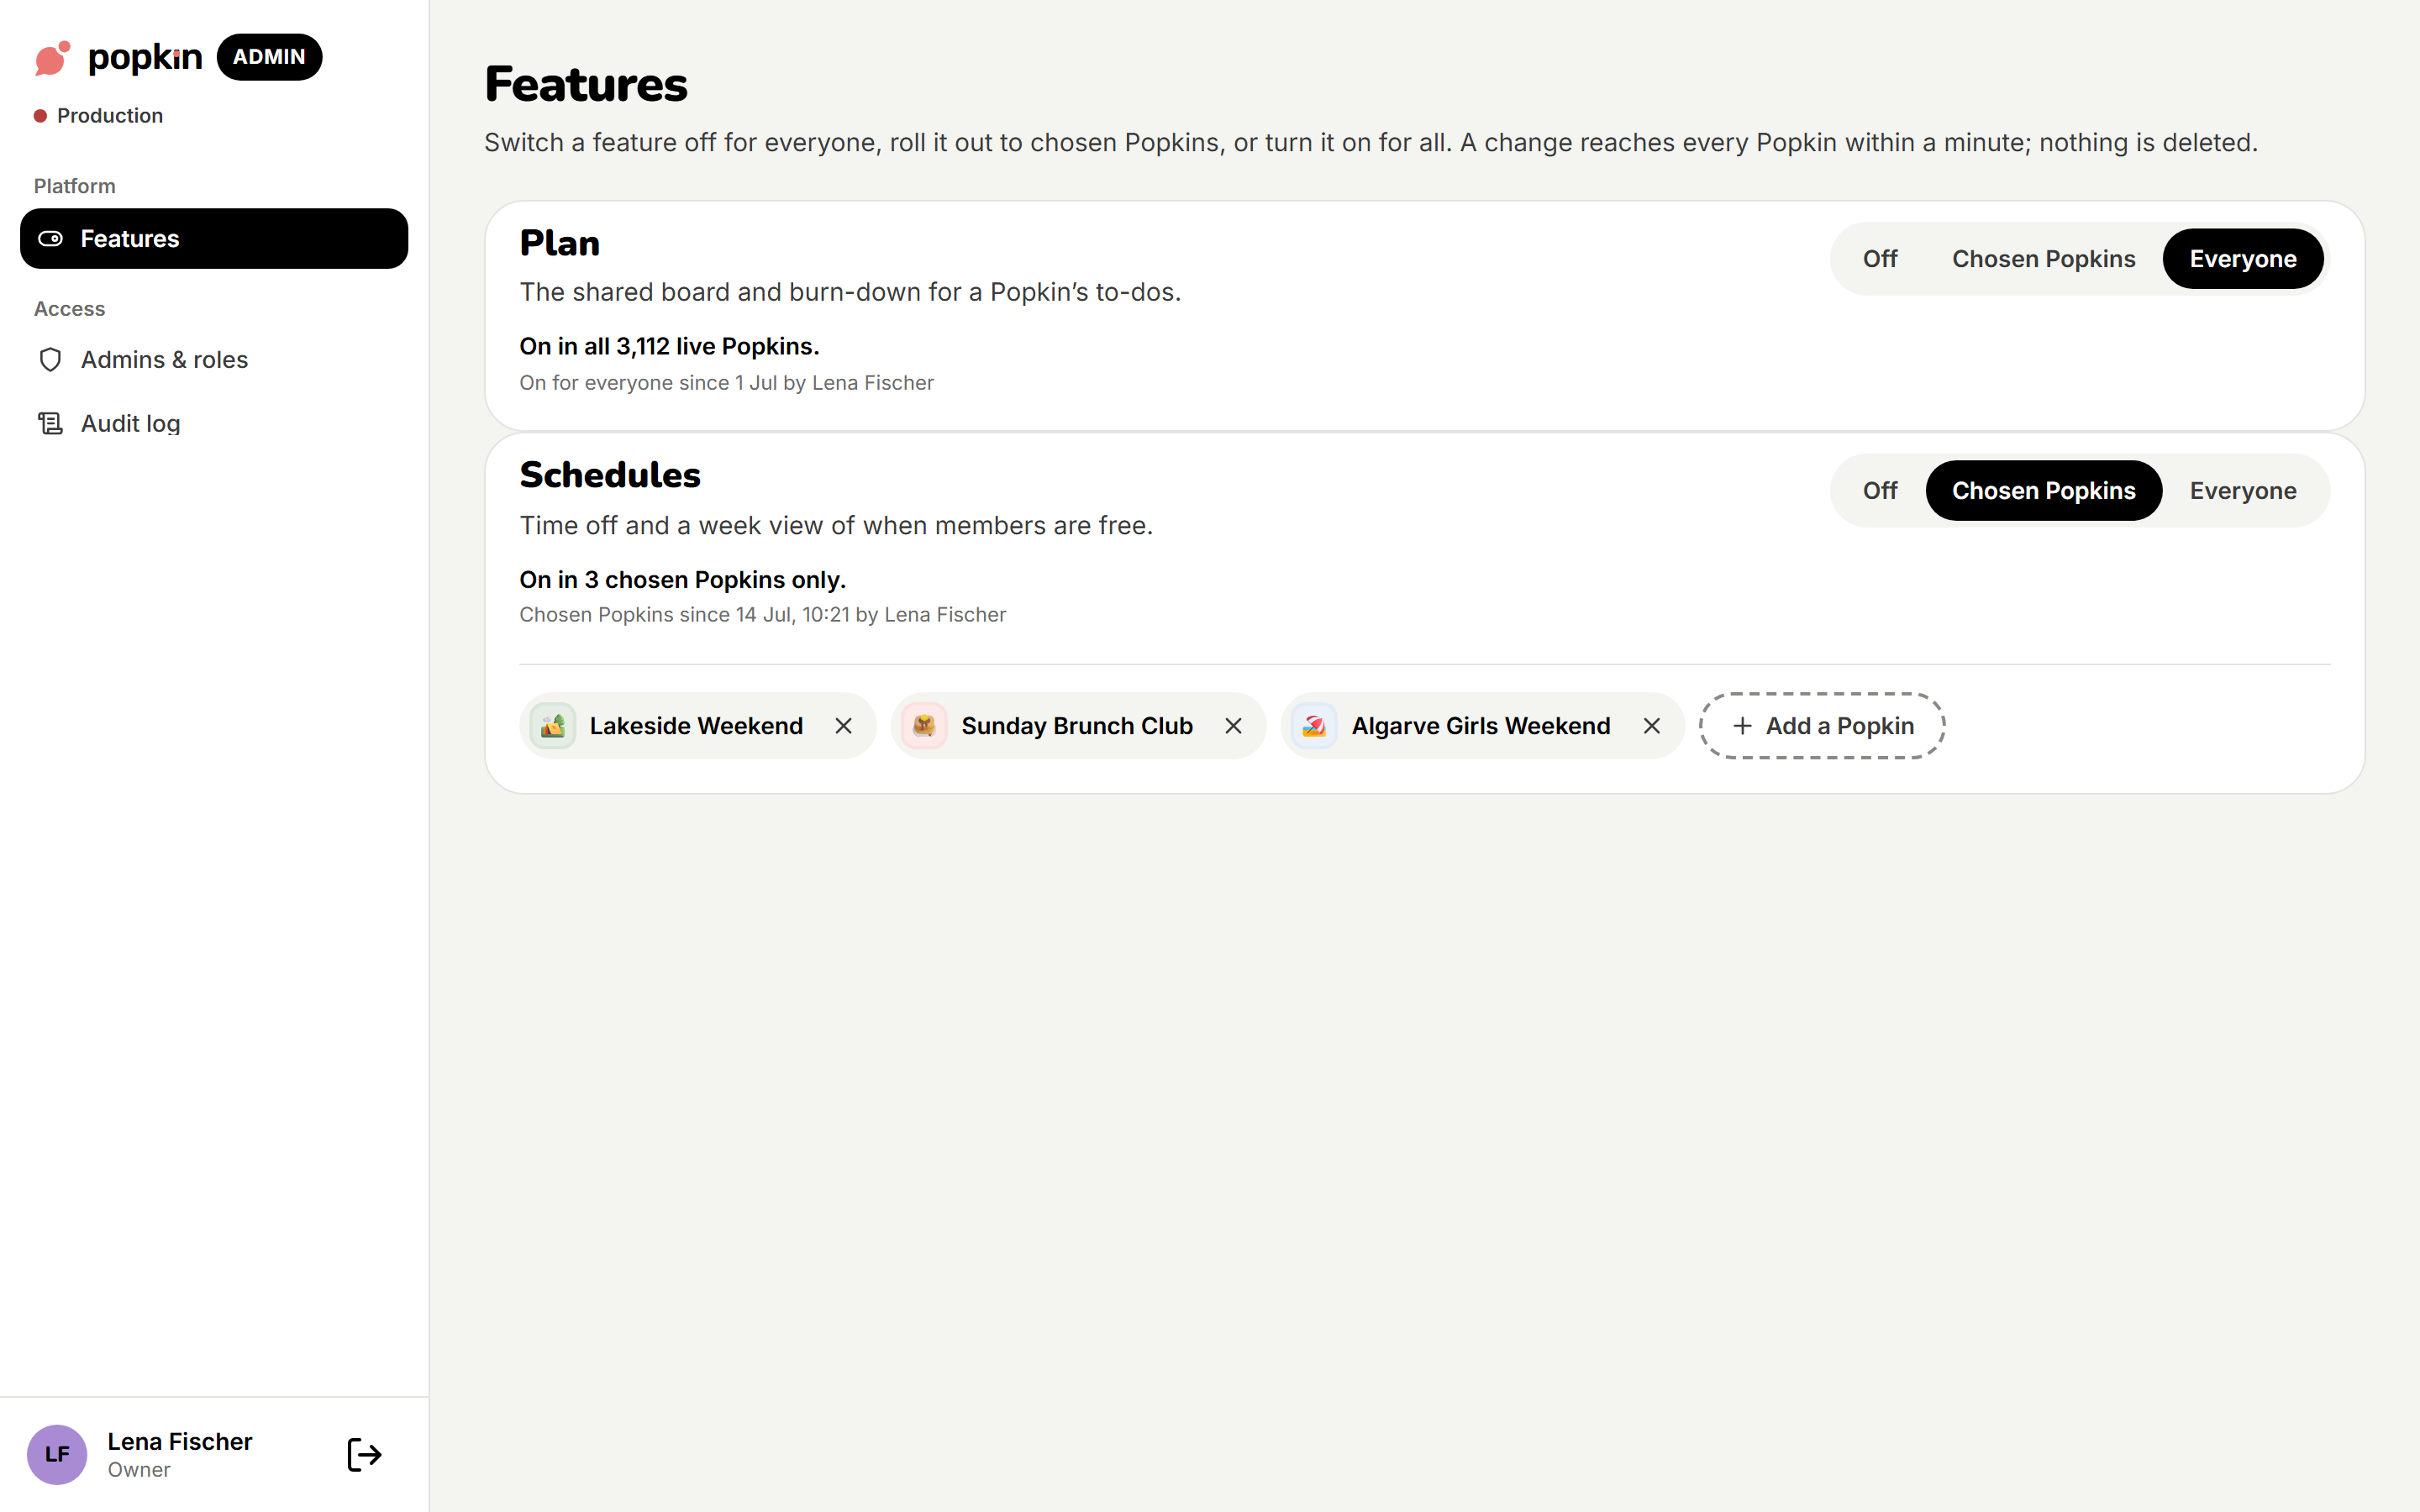 popkin ADMIN
Production
Platform
Features
Access
Admins & roles
Audit log
LF
Lena Fischer
Owner
Features
Switch a feature off for everyone, roll it out to chosen Popkins, or turn it on for all. A change reaches every Popkin within a minute; nothing is deleted.
Plan
Off Chosen Popkins Everyone
The shared board and burn-down for a Popkin’s to-dos.
On in all 3,112 live Popkins.
On for everyone since 1 Jul by Lena Fischer
Schedules
Off Chosen Popkins Everyone
Time off and a week view of when members are free.
On in 3 chosen Popkins only.
Chosen Popkins since 14 Jul, 10:21 by Lena Fischer
Lakeside Weekend Sunday Brunch Club Algarve Girls Weekend Add a Popkin